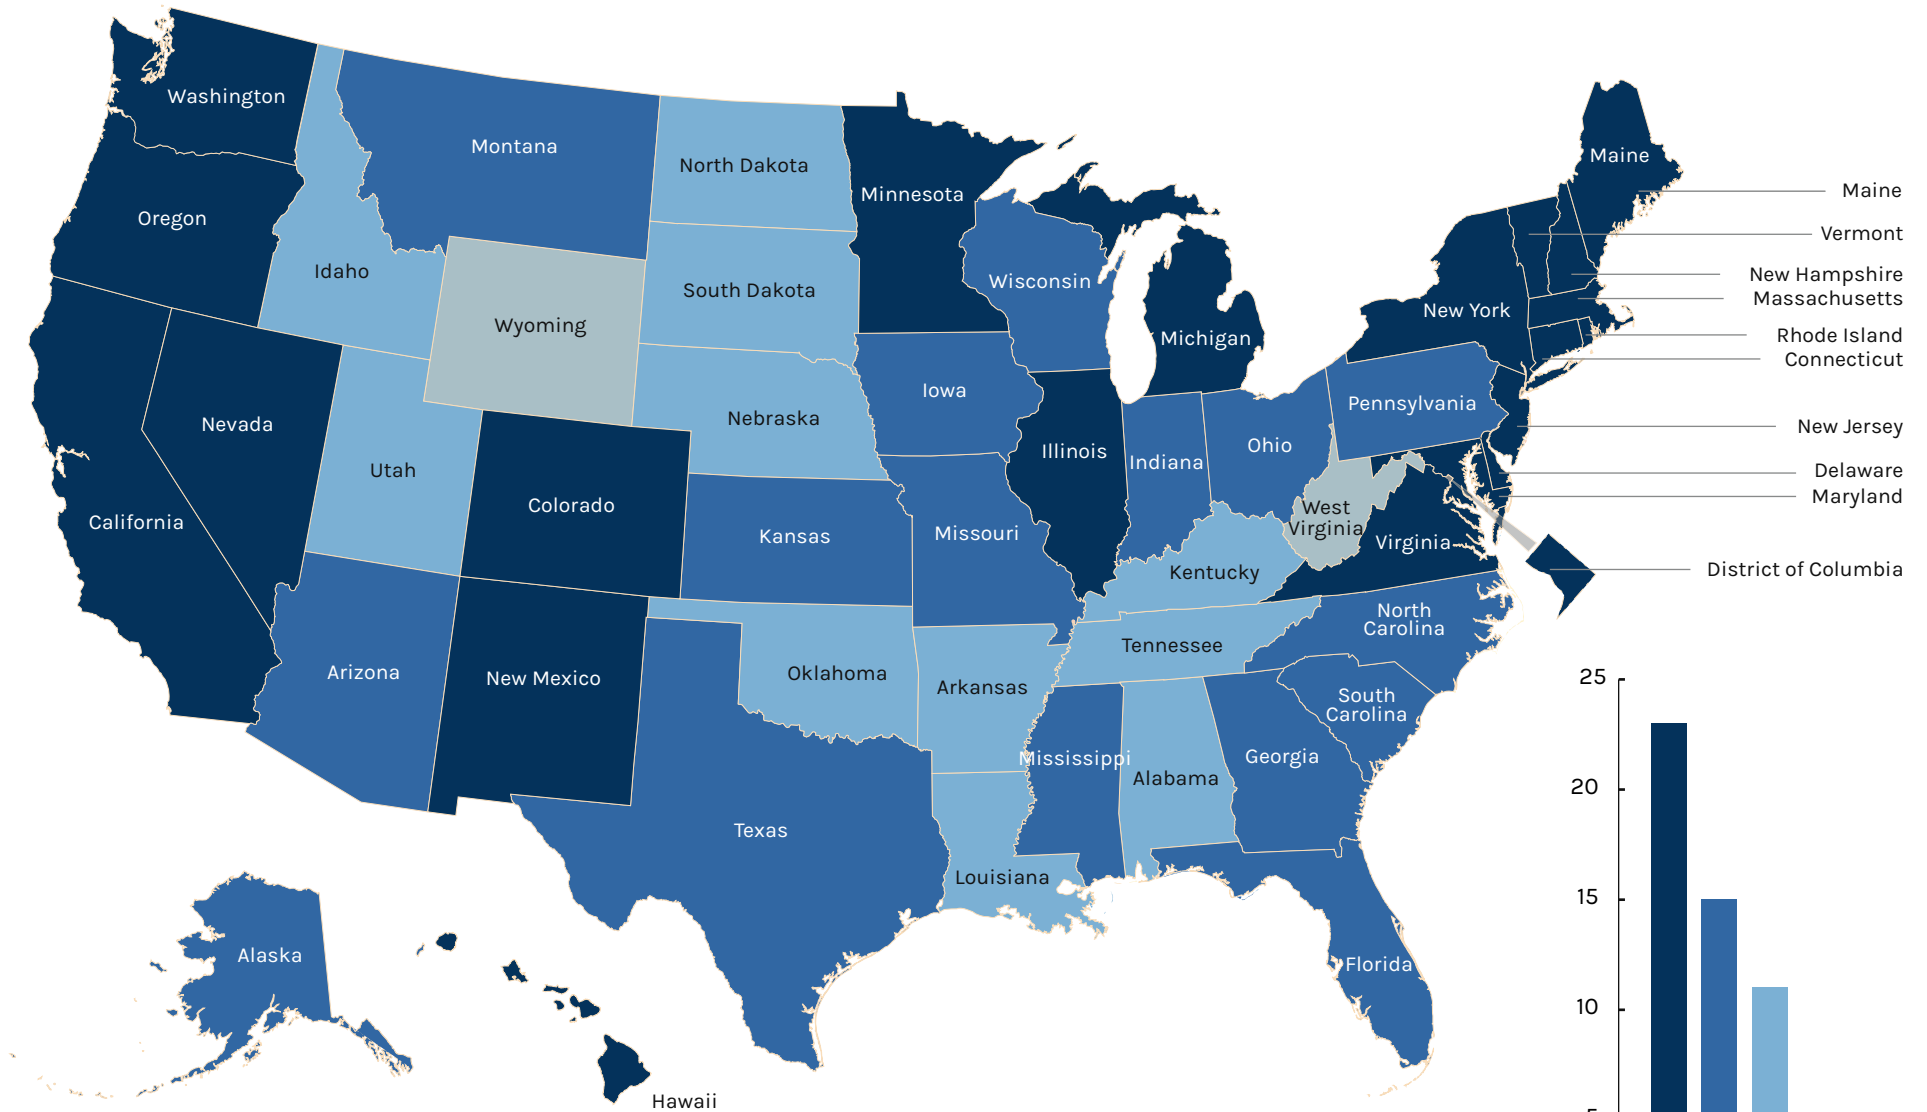 Washington
Montana
North Dakota
Minnesota
Maine
Maine
Oregon
Vermont
Idaho
South Dakota
Wisconsin
New Hampshire
Massachusetts
Wyoming
New York
Michigan
Rhode Island
Connecticut
Iowa
Pennsylvania
Nevada
Nebraska
New Jersey
Illinois
Indiana
Ohio
Utah
Delaware
Maryland
California
Colorado
Kansas
Missouri
West
Virginia
Virginia
Kentucky
District of Columbia
North
Carolina
Tennessee
Arizona
New Mexico
Oklahoma
Arkansas
South
Carolina
25
Mississippi
Alabama
Georgia
20
Texas
Louisiana
15
Alaska
Florida
10
Hawaii